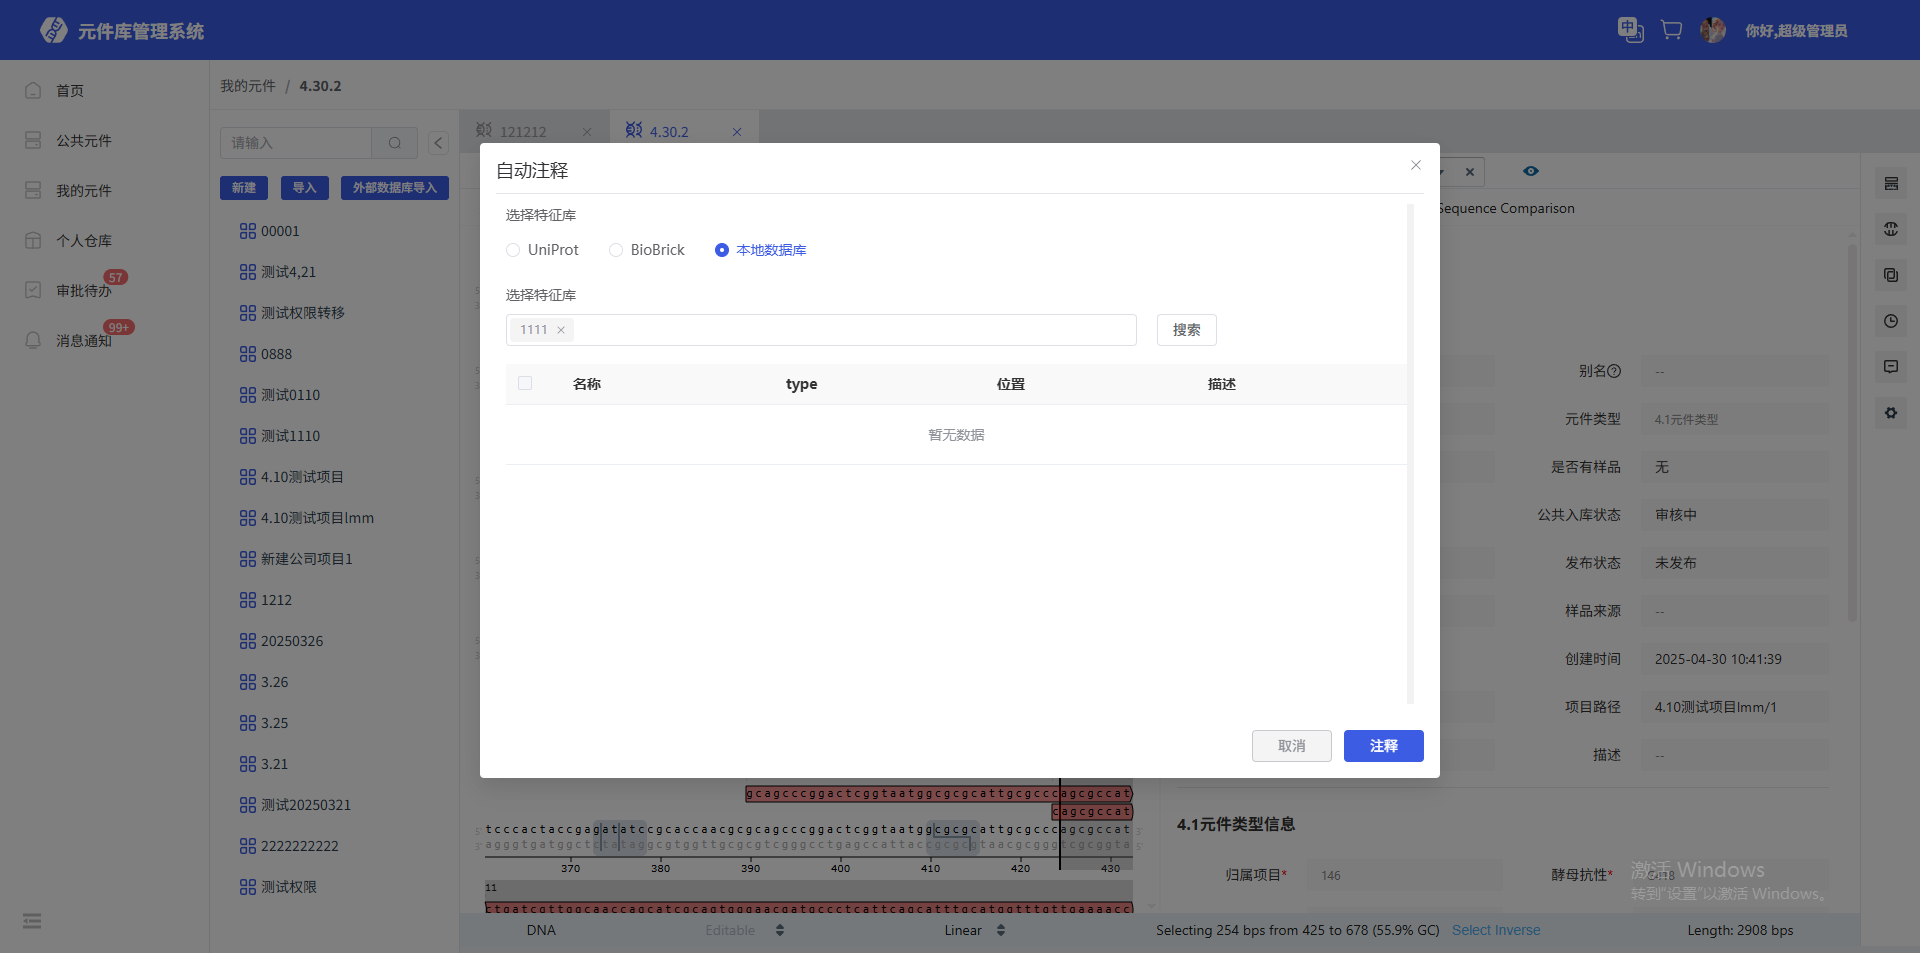 元件库管理系统
你好,超级管理员
首页
公共元件
我的元件
个人仓库
审批待办
57
消息通知
99+
我的元件 / 4.30.2
请输入
新建
导入
外部数据库导入
00001
测试4,21
测试权限转移
0888
测试0110
测试1110
4.10测试项目
4.10测试项目lmm
新建公司项目1
1212
20250326
3.26
3.25
3.21
测试20250321
2222222222
测试权限
121212
4.30.2
Sequence Comparison
自动注释
选择特征库
UniProt
BioBrick
本地数据库
选择特征库
1111
搜索
名称 type 位置 描述
暂无数据
取消
注释
别名 --
元件类型 4.1元件类型
是否有样品 无
公共入库状态 审核中
发布状态 未发布
样品来源 --
创建时间 2025-04-30 10:41:39
项目路径 4.10测试项目lmm/1
描述 --
gcagcccggactcggtaatggcgcgcattgcgcccagcgccat
cagcgccat
tcccactaccgagatatccgcaccaacgcgcagcccggactcggtaatggcgcgcattgcgcccagcgccat
agggtgatggctctataggcgtggttgcgcgtcgggcctgagccattaccgcgcgtaacgcgggtcgcggta
370 380 390 400 410 420 430
11
ctgatcgttggcaaccagcatcgcagtgggaacgatgccctcattcagcatttgcatggtttgttgaaaacc
4.1元件类型信息
归属项目* 146
酵母抗性*
激活 Windows
转到"设置"以激活 Windows。
DNA
Editable
Linear
Selecting 254 bps from 425 to 678 (55.9% GC)
Select Inverse
Length: 2908 bps